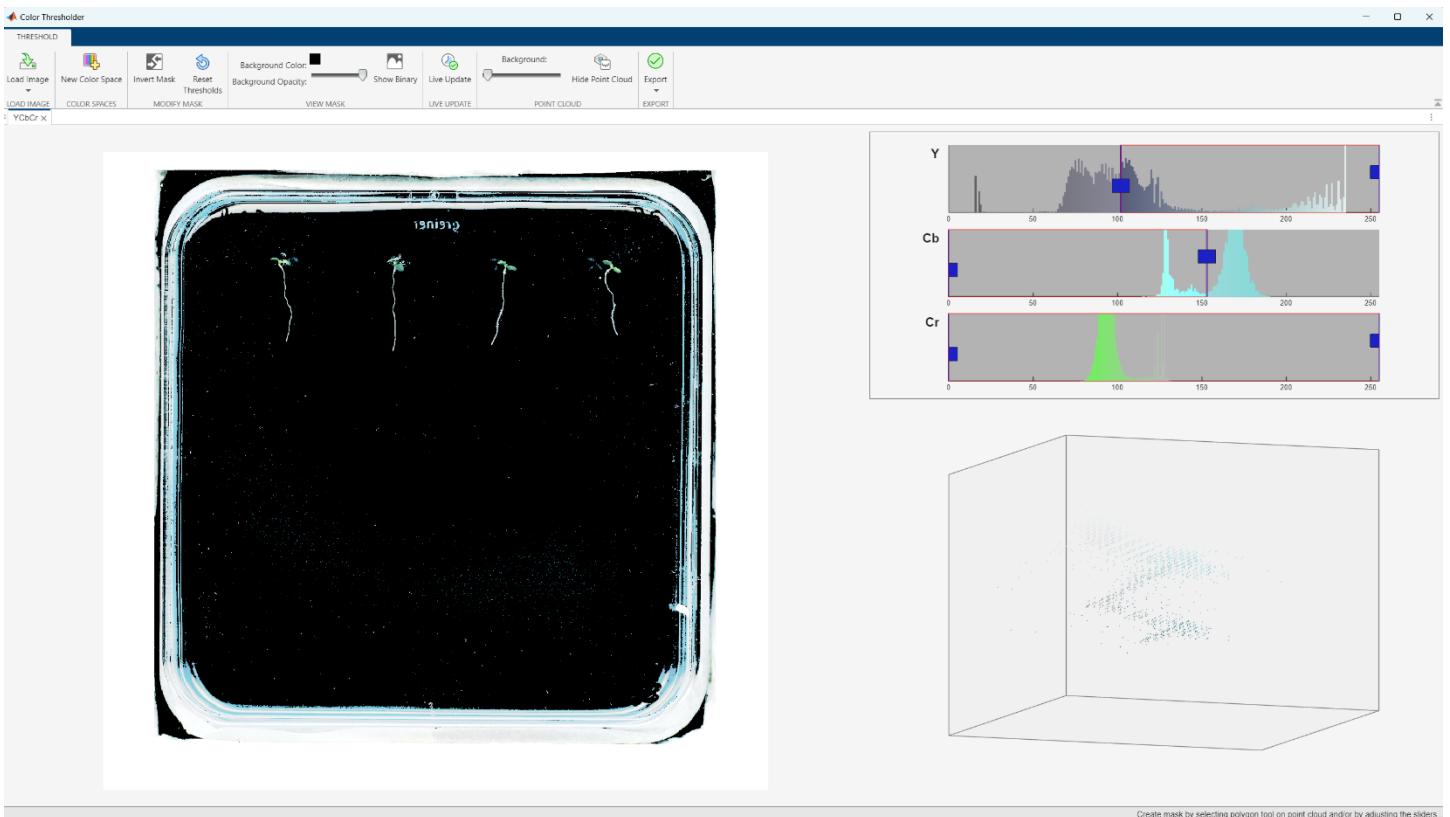 Color Thresholder
THRESHOLD
Load Image
New Color Space
Invert Mask
Reset Thresholds
Background Color:
Background Opacity:
Show Binary
Live Update
Background:
Hide Point Cloud
Export
LOAD IMAGE
COLOR SPACES
MODIFY MASK
VIEW MASK
LIVE UPDATE
POINT CLOUD
EXPORT
YCbCr
Y
0 50 100 150 200 250
Cb
0 50 100 150 200 250
Cr
0 50 100 150 200 250
Create mask by selecting polygon tool on point cloud and/or by adjusting the sliders.